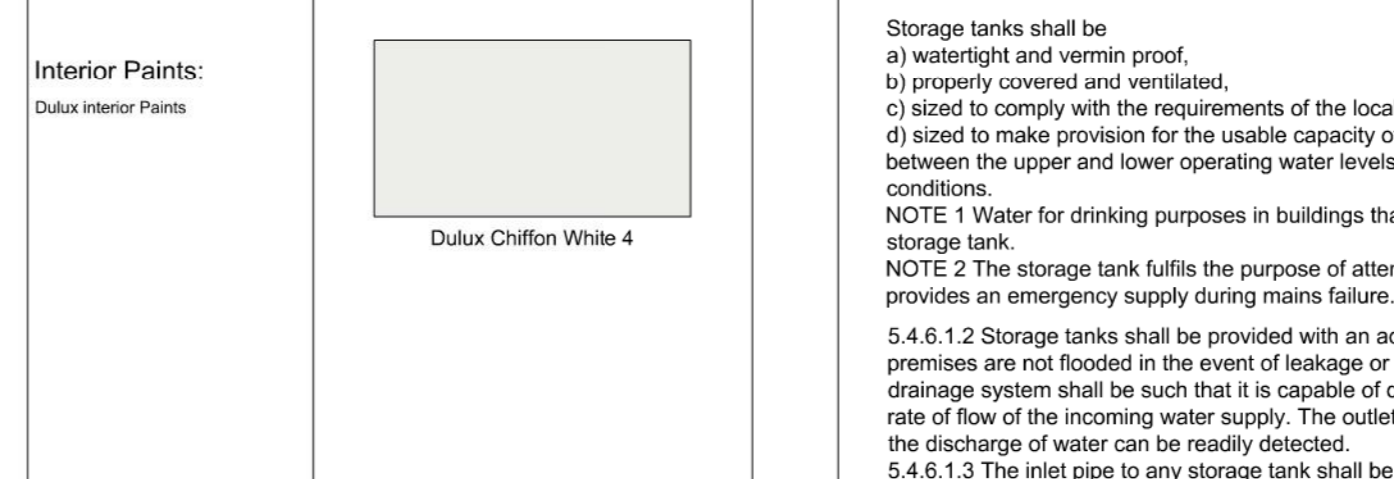 Interior Paints:
Dulux interior Paints
Dulux Chiffon White 4
Storage tanks shall be
a) watertight and vermin proof,
b) properly covered and ventilated,
c) sized to comply with the requirements of the local
d) sized to make provision for the usable capacity
between the upper and lower operating water levels
conditions.
NOTE 1 Water for drinking purposes in buildings
storage tank.
NOTE 2 The storage tank fulfils the purpose of
provides an emergency supply during mains failure.
5.4.6.1.2 Storage tanks shall be provided with an
premises are not flooded in the event of leakage or
drainage system shall be such that it is capable of
rate of flow of the incoming water supply. The outlet
the discharge of water can be readily detected.
5.4.6.1.3 The inlet pipe to any storage tank shall be